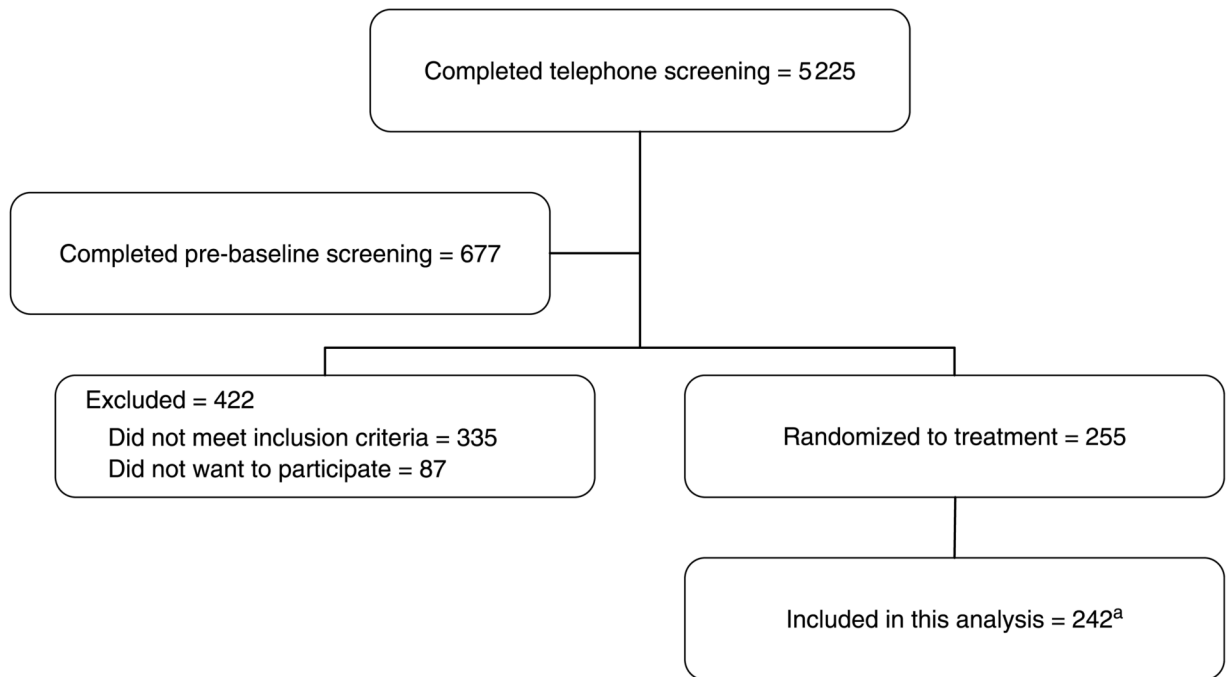 Completed telephone screening = 5225
Completed pre-baseline screening = 677
Excluded = 422
Did not meet inclusion criteria = 335
Did not want to participate = 87
Randomized to treatment = 255
Included in this analysis = 242ᵃ